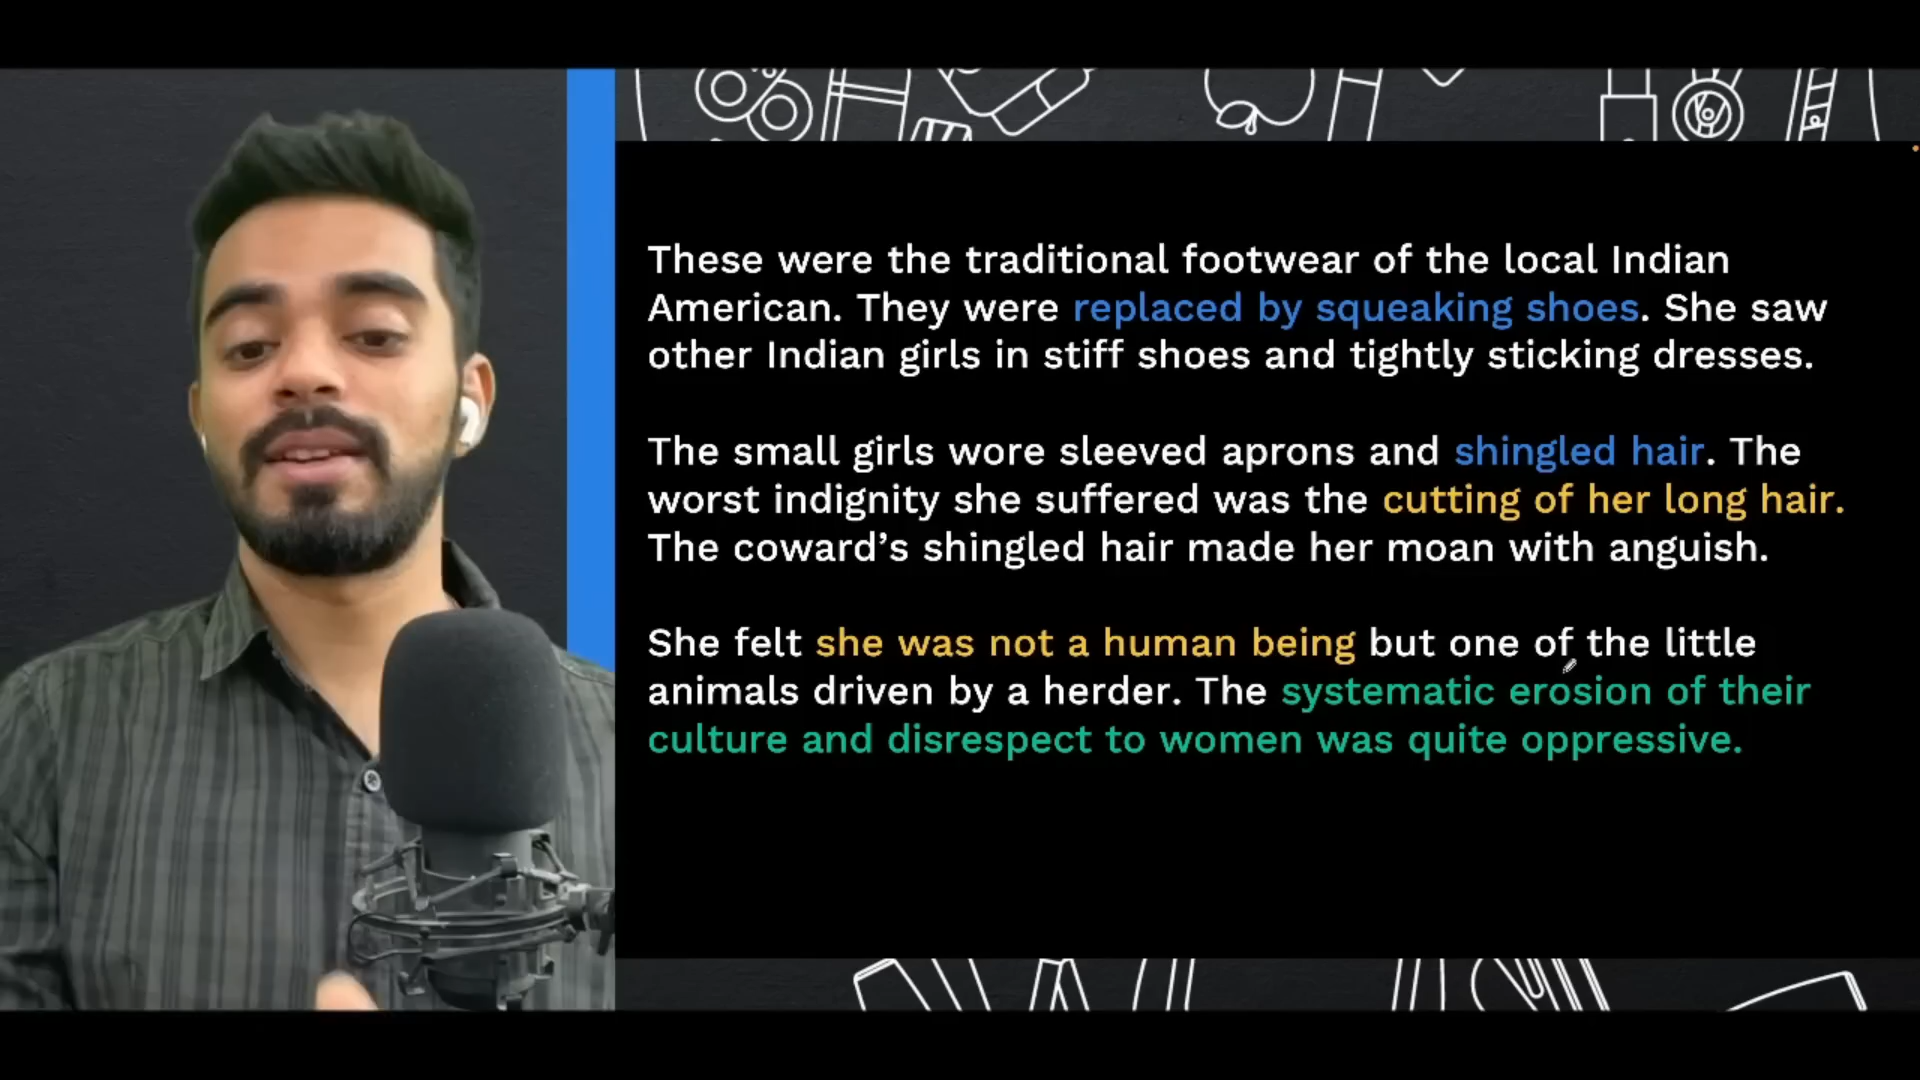 These were the traditional footwear of the local Indian
American. They were replaced by squeaking shoes. She saw
other Indian girls in stiff shoes and tightly sticking dresses.
The small girls wore sleeved aprons and shingled hair. The
worst indignity she suffered was the cutting of her long hair.
The coward’s shingled hair made her moan with anguish.
She felt she was not a human being but one of the little
animals driven by a herder. The systematic erosion of their
culture and disrespect to women was quite oppressive.